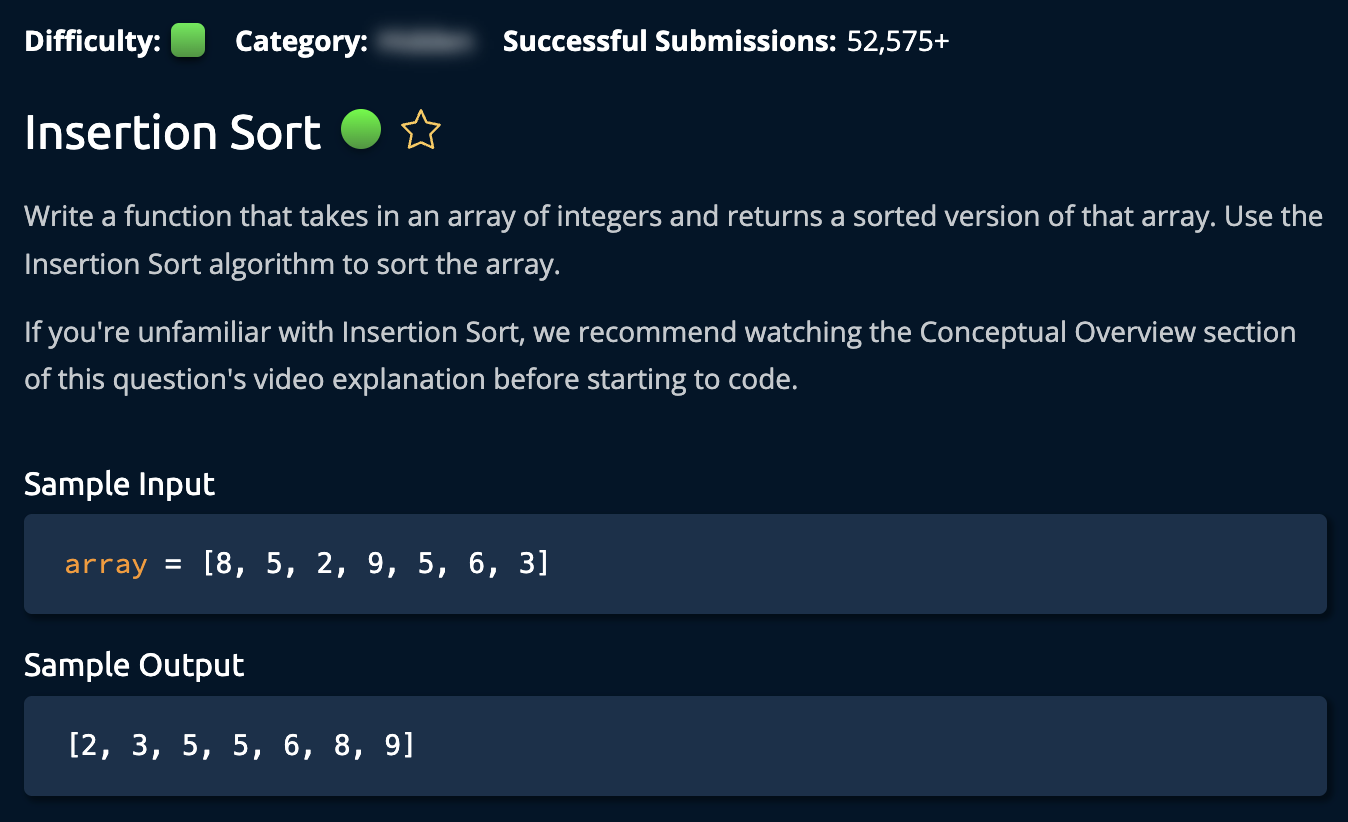 Difficulty: Category: Successful Submissions: 52,575+
Insertion Sort
Write a function that takes in an array of integers and returns a sorted version of that array. Use the
Insertion Sort algorithm to sort the array.
If you're unfamiliar with Insertion Sort, we recommend watching the Conceptual Overview section
of this question's video explanation before starting to code.
Sample Input
array = [8, 5, 2, 9, 5, 6, 3]
Sample Output
[2, 3, 5, 5, 6, 8, 9]